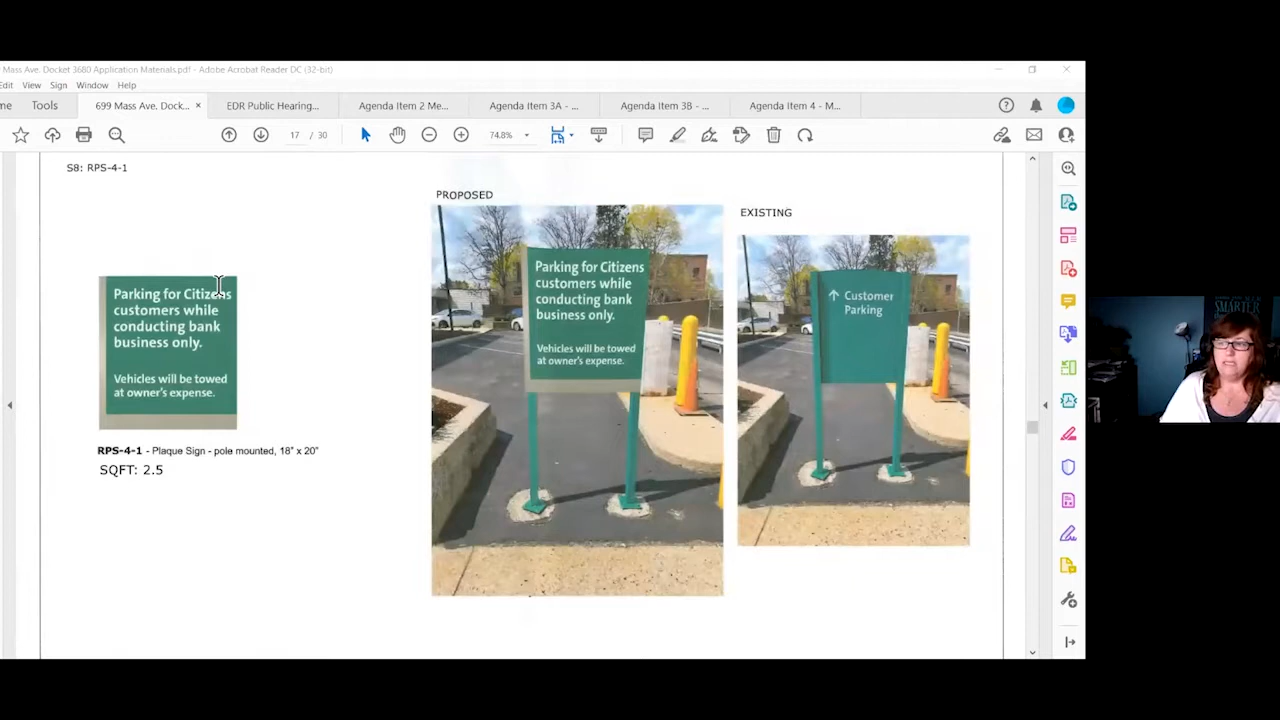 Mass Ave. Docket 3680 Application Materials.pdf - Adobe Acrobat Reader DC (32-bit)
Edit View Sign Window Help
me Tools 699 Mass Ave. Dock... × EDR Public Hearing... Agenda Item 2 Me... Agenda Item 3A - ... Agenda Item 3B - ... Agenda Item 4 - M...
17 / 30 74.8%
S8: RPS-4-1
PROPOSED
EXISTING
Parking for Citizens
customers while
conducting bank
business only.
Vehicles will be towed
at owner's expense.
RPS-4-1 - Plaque Sign - pole mounted, 18" x 20"
SQFT: 2.5
Parking for Citizens
customers while
conducting bank
business only.
Vehicles will be towed
at owner's expense.
↑ Customer
Parking
SMARTER